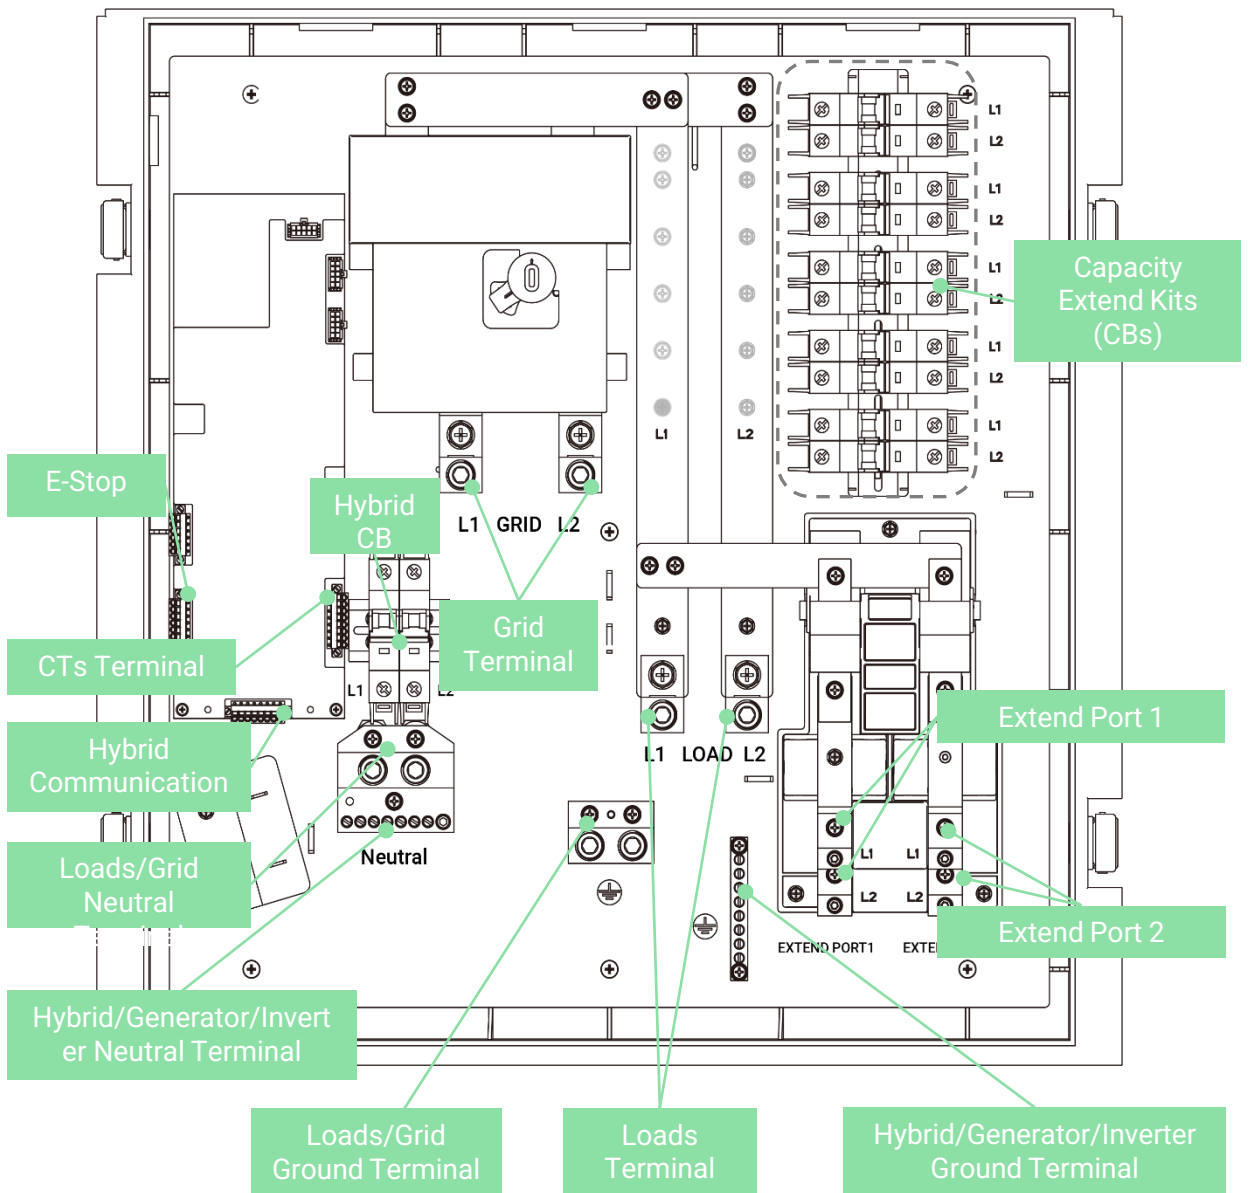 L1
L2
L1
L2
L1
L2
L1
L2
L1
L2
Capacity
Extend Kits
(CBs)
L1
L2
E-Stop
Hybrid
CB
L1 GRID L2
Grid
Terminal
CTs Terminal
L1
L2
Hybrid
Communication
L1 LOAD L2
Extend Port 1
Loads/Grid
Neutral
Neutral
L1
L1
L2
L2
EXTEND PORT1
Extend Port 2
Hybrid/Generator/Invert
er Neutral Terminal
Loads/Grid
Ground Terminal
Loads
Terminal
Hybrid/Generator/Inverter
Ground Terminal